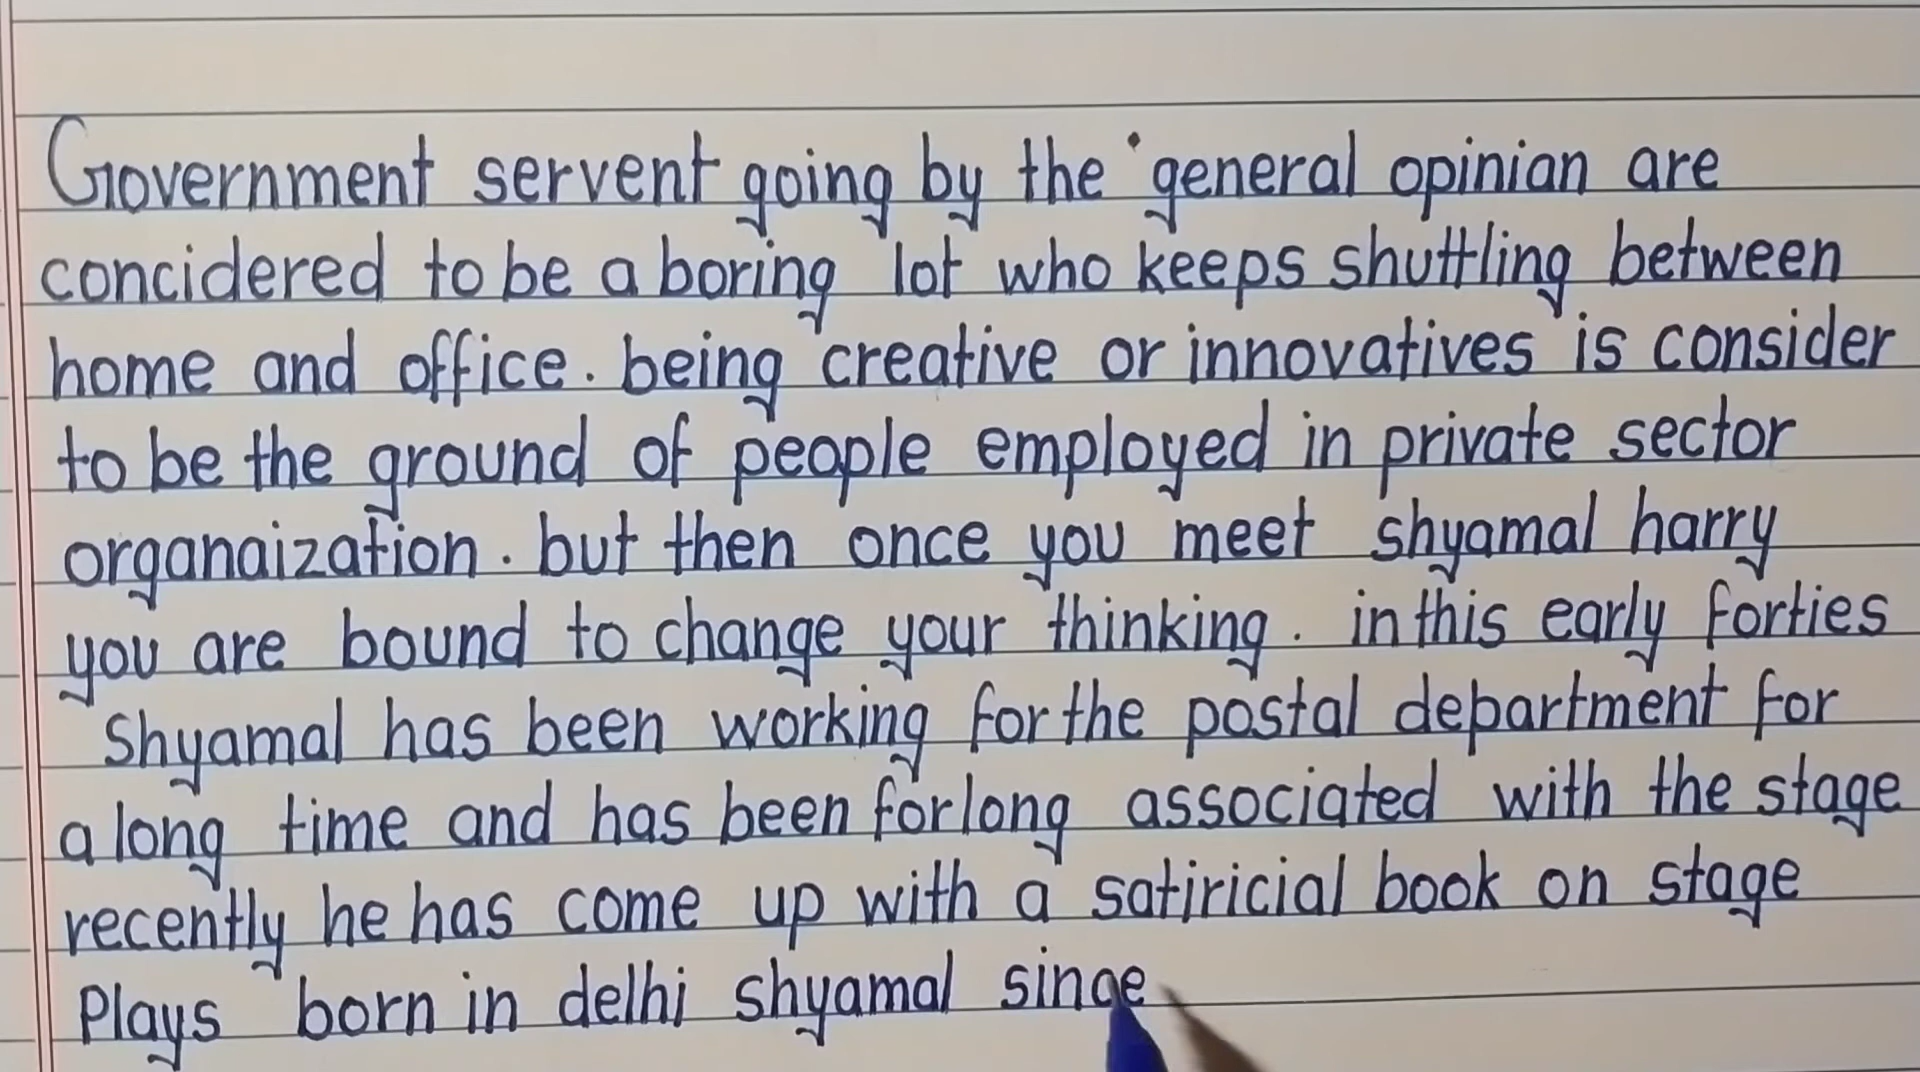 Government servent going by the general opinian are
concidered to be a boring lot who keeps shuttling between
home and office. being creative or innovatives is consider
to be the ground of people employed in private sector
organaization. but then once you meet shyamal harry
you are bound to change your thinking. in this early forties
Shyamal has been working for the postal department for
a long time and has been for long associated with the stage
recently he has come up with a satiricial book on stage
Plays born in delhi shyamal since